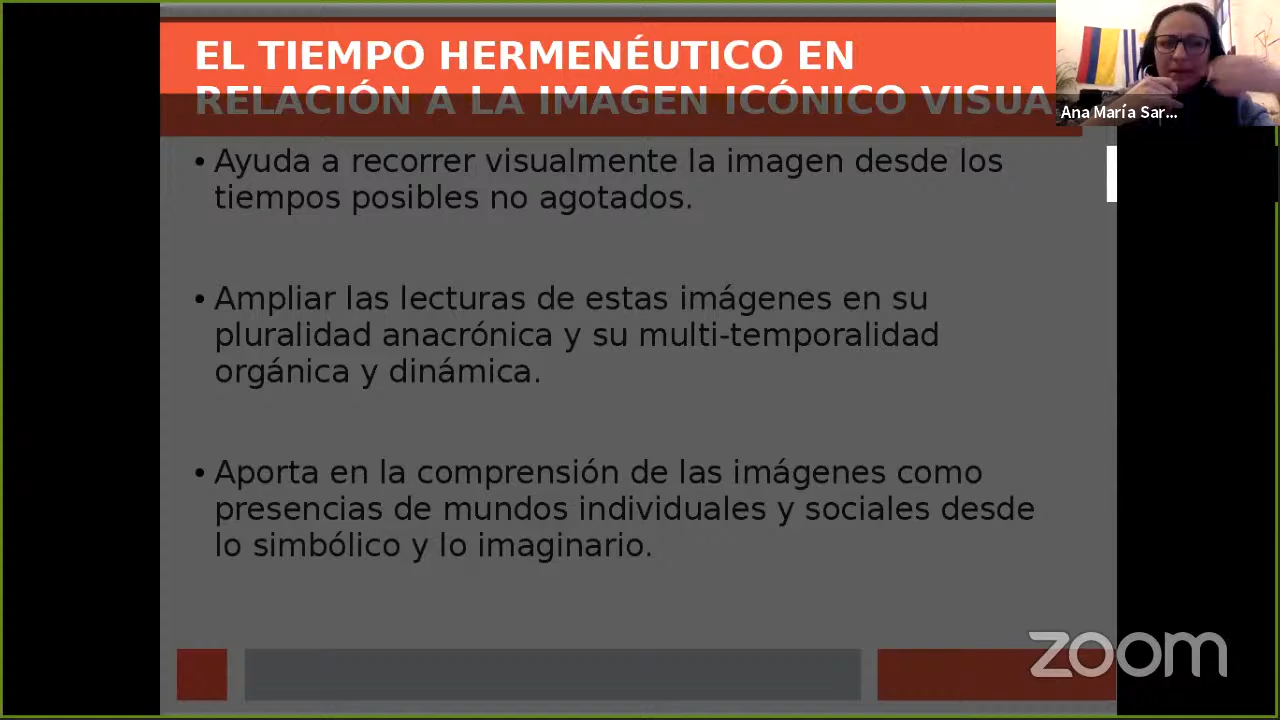 EL TIEMPO HERMENÉUTICO EN
RELACIÓN A LA IMAGEN ICÓNICO VISUA
Ana María Sar...
• Ayuda a recorrer visualmente la imagen desde los
tiempos posibles no agotados.
• Ampliar las lecturas de estas imágenes en su
pluralidad anacrónica y su multi-temporalidad
orgánica y dinámica.
• Aporta en la comprensión de las imágenes como
presencias de mundos individuales y sociales desde
lo simbólico y lo imaginario.
zoom